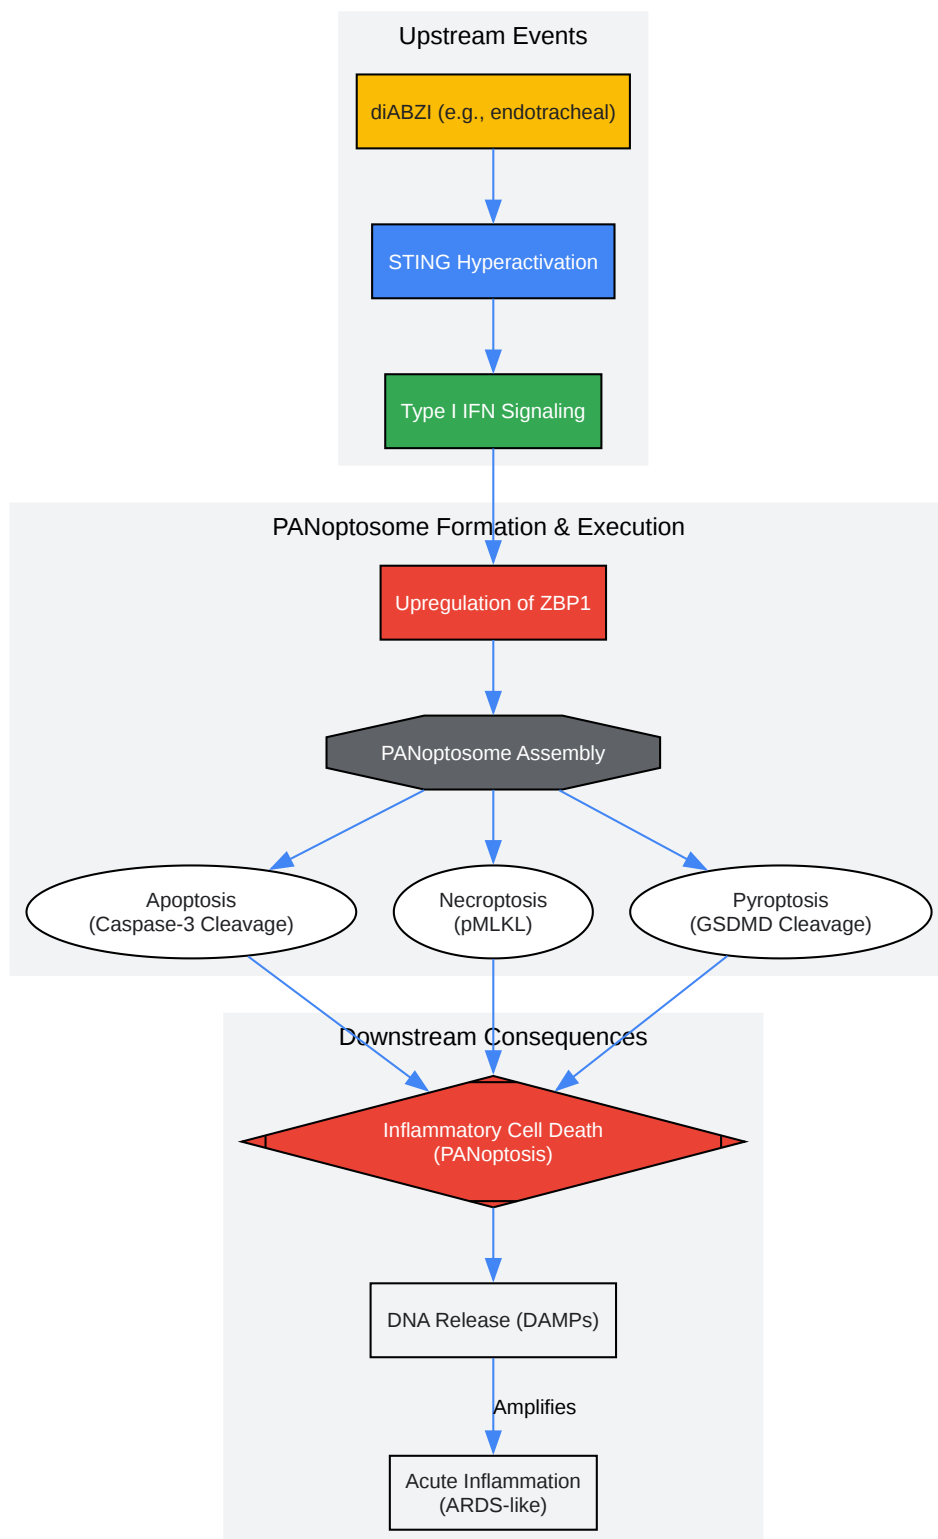 Upstream Events
diABZI (e.g., endotracheal)
STING Hyperactivation
Type I IFN Signaling
PANoptosome Formation & Execution
Upregulation of ZBP1
PANoptosome Assembly
Apoptosis
(Caspase-3 Cleavage)
Necroptosis
(pMLKL)
Pyroptosis
(GSDMD Cleavage)
Downstream Consequences
Inflammatory Cell Death
(PANoptosis)
DNA Release (DAMPs)
Amplifies
Acute Inflammation
(ARDS-like)